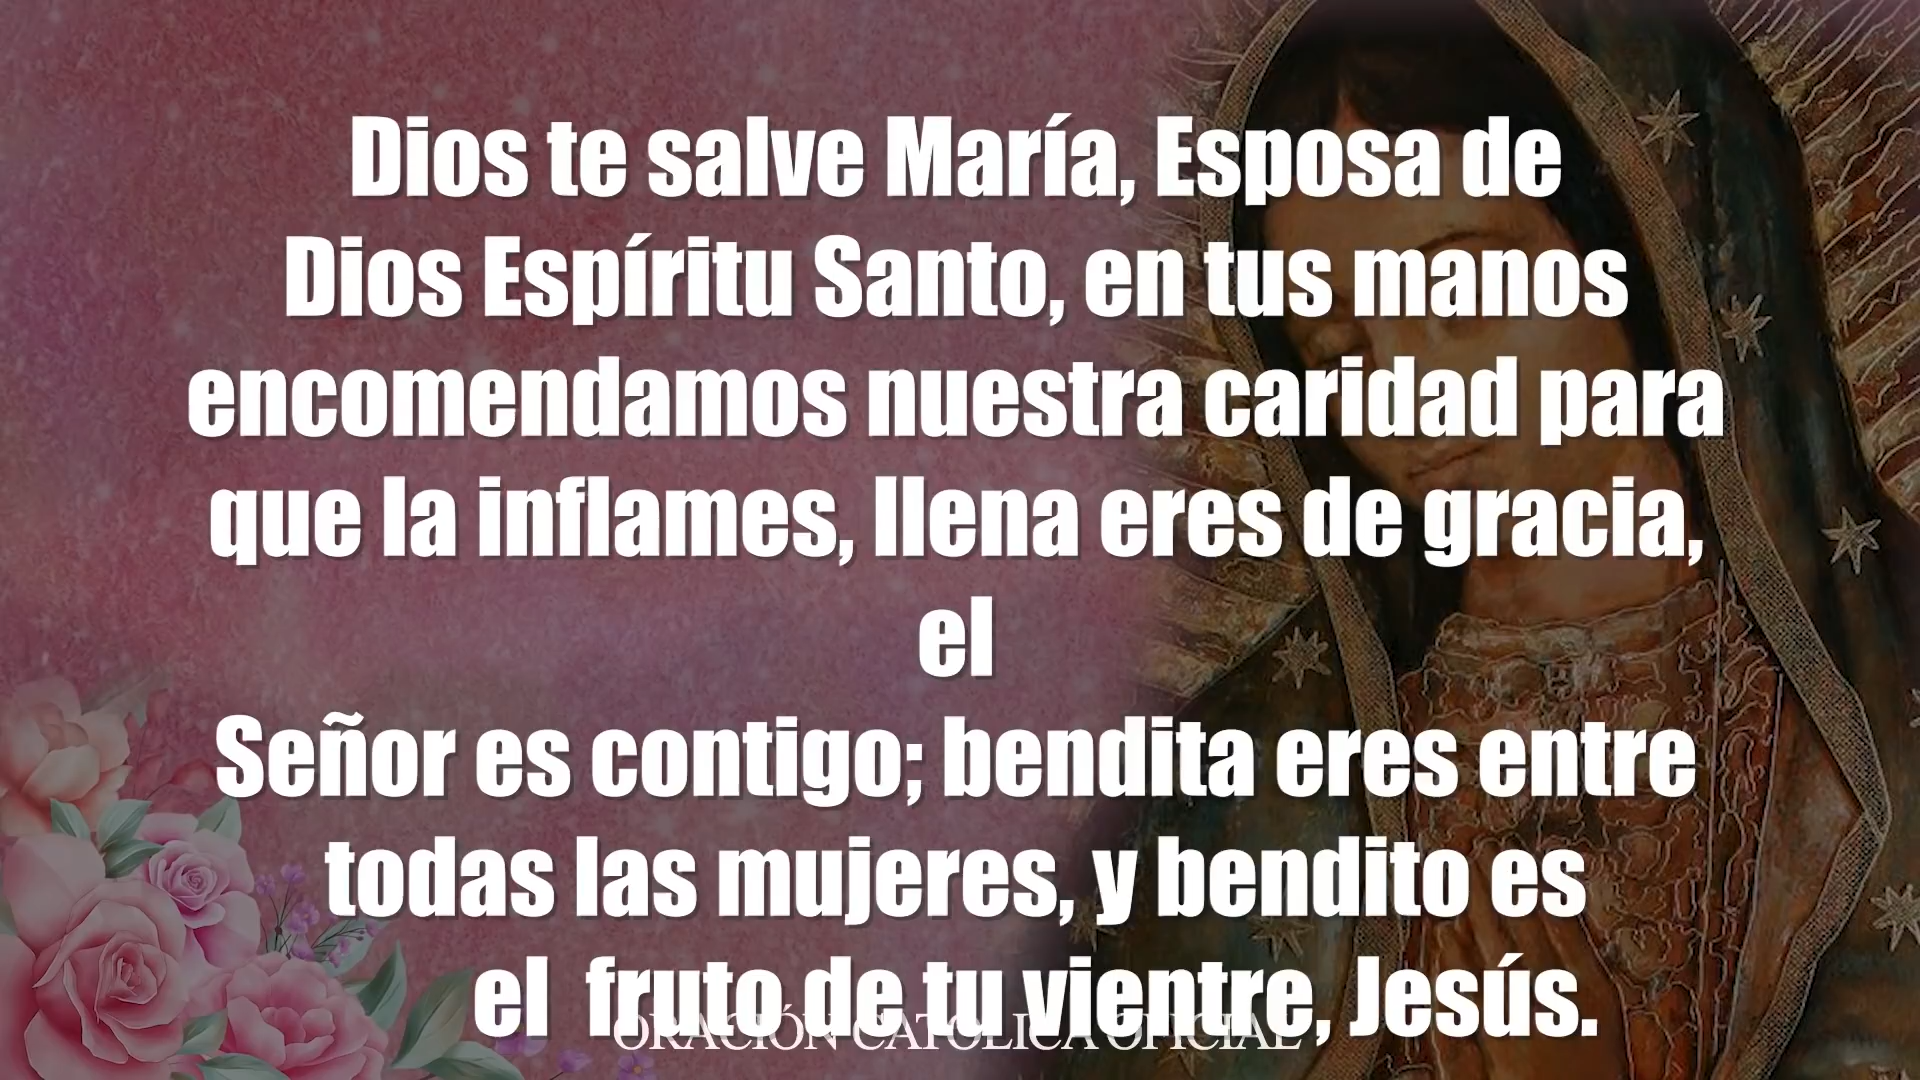 Dios te salve María, Esposa de
Dios Espíritu Santo, en tus manos
encomendamos nuestra caridad para
que la inflames, llena eres de gracia,
el
Señor es contigo; bendita eres entre
todas las mujeres, y bendito es
el fruto de tu vientre, Jesús.
ORACIÓN CATOLICA OFICIAL